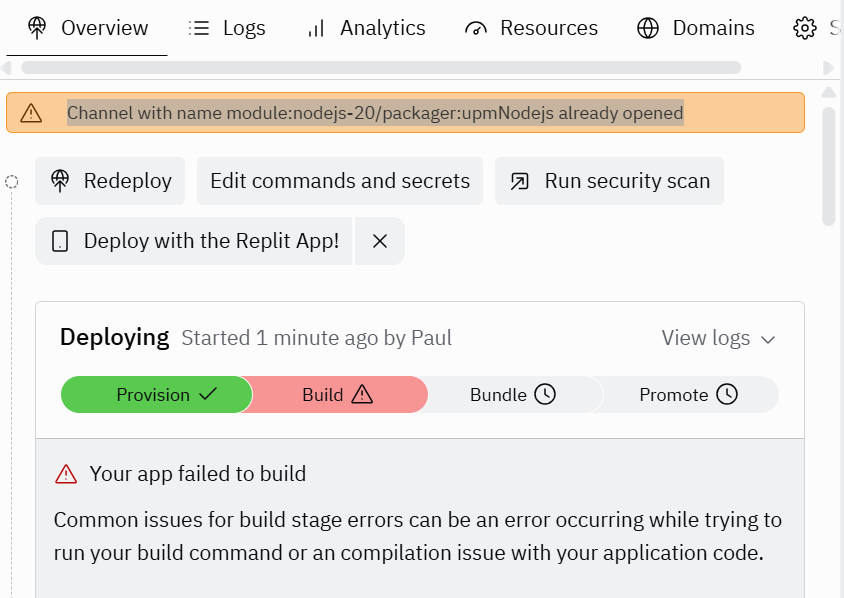 Overview Logs Analytics Resources Domains
Channel with name module:nodejs-20/packager:upmNodejs already opened
Redeploy Edit commands and secrets Run security scan
Deploy with the Replit App!
Deploying Started 1 minute ago by Paul View logs
Provision Build Bundle Promote
Your app failed to build
Common issues for build stage errors can be an error occurring while trying to
run your build command or an compilation issue with your application code.